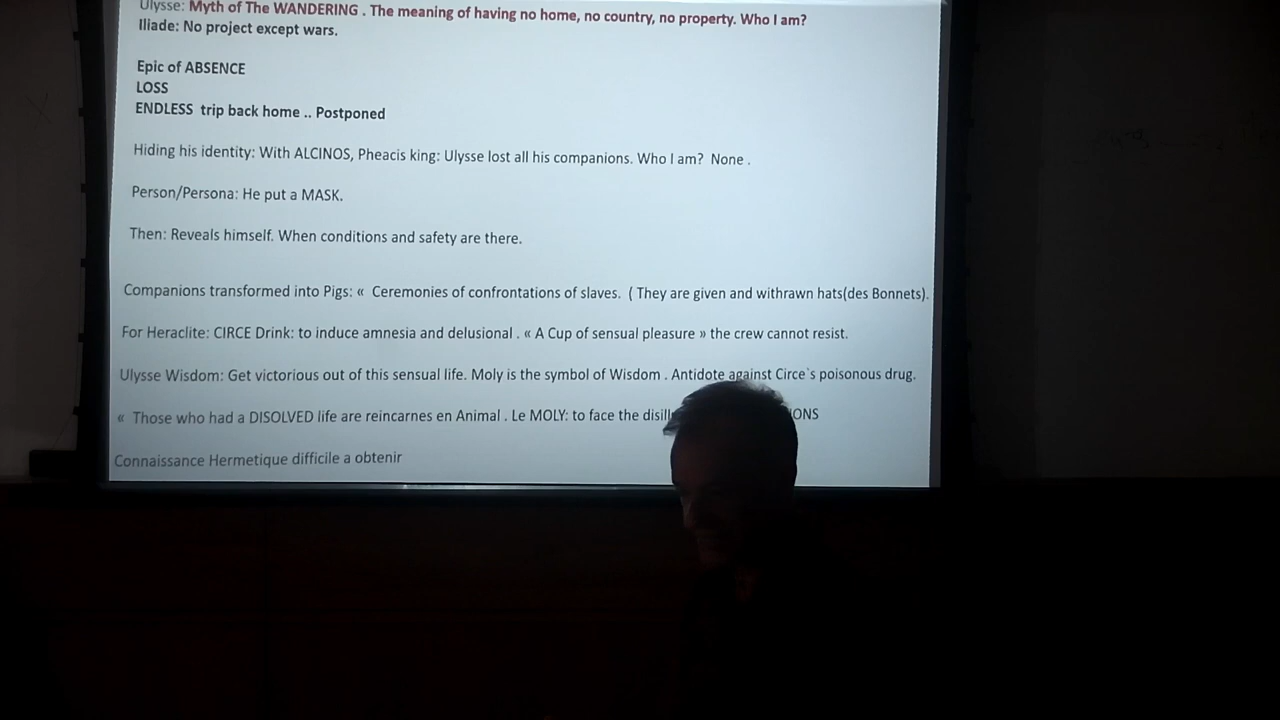 Ulysse: Myth of The WANDERING . The meaning of having no home, no country, no property. Who I am?
Iliade: No project except wars.
Epic of ABSENCE
LOSS
ENDLESS trip back home .. Postponed
Hiding his identity: With ALCINOS, Pheacis king: Ulysse lost all his companions. Who I am? None .
Person/Persona: He put a MASK.
Then: Reveals himself. When conditions and safety are there.
Companions transformed into Pigs: « Ceremonies of confrontations of slaves. ( They are given and withrawn hats(des Bonnets).
For Heraclite: CIRCE Drink: to induce amnesia and delusional . « A Cup of sensual pleasure » the crew cannot resist.
Ulysse Wisdom: Get victorious out of this sensual life. Moly is the symbol of Wisdom . Antidote against Circe`s poisonous drug.
« Those who had a DISOLVED life are reincarnes en Animal . Le MOLY: to face the
Connaissance Hermetique difficile a obtenir